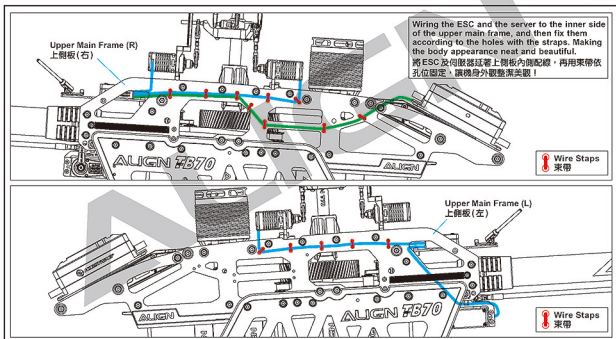 Wiring the ESC and the server to the inner side
of the upper main frame, and then fix them
according to the holes with the straps. Making
the body appearance neat and beautiful.
將ESC及伺服器延著上側板內側配線，再用束帶依
孔位固定，讓機身外觀整潔美觀！
Upper Main Frame (R)
上側板(右)
ALIGN TB70
Wire Staps
束帶
ALIGN
Upper Main Frame (L)
上側板(左)
ALIGN
TB70
Wire Staps
束帶